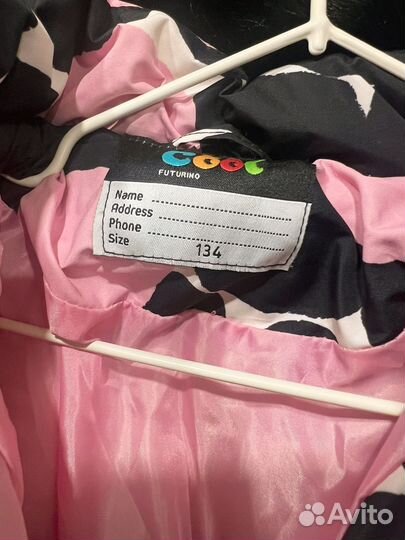 COOL
FUTURINO
Name ..............................
Address ..........................
Phone ............................
Size 134
Avito